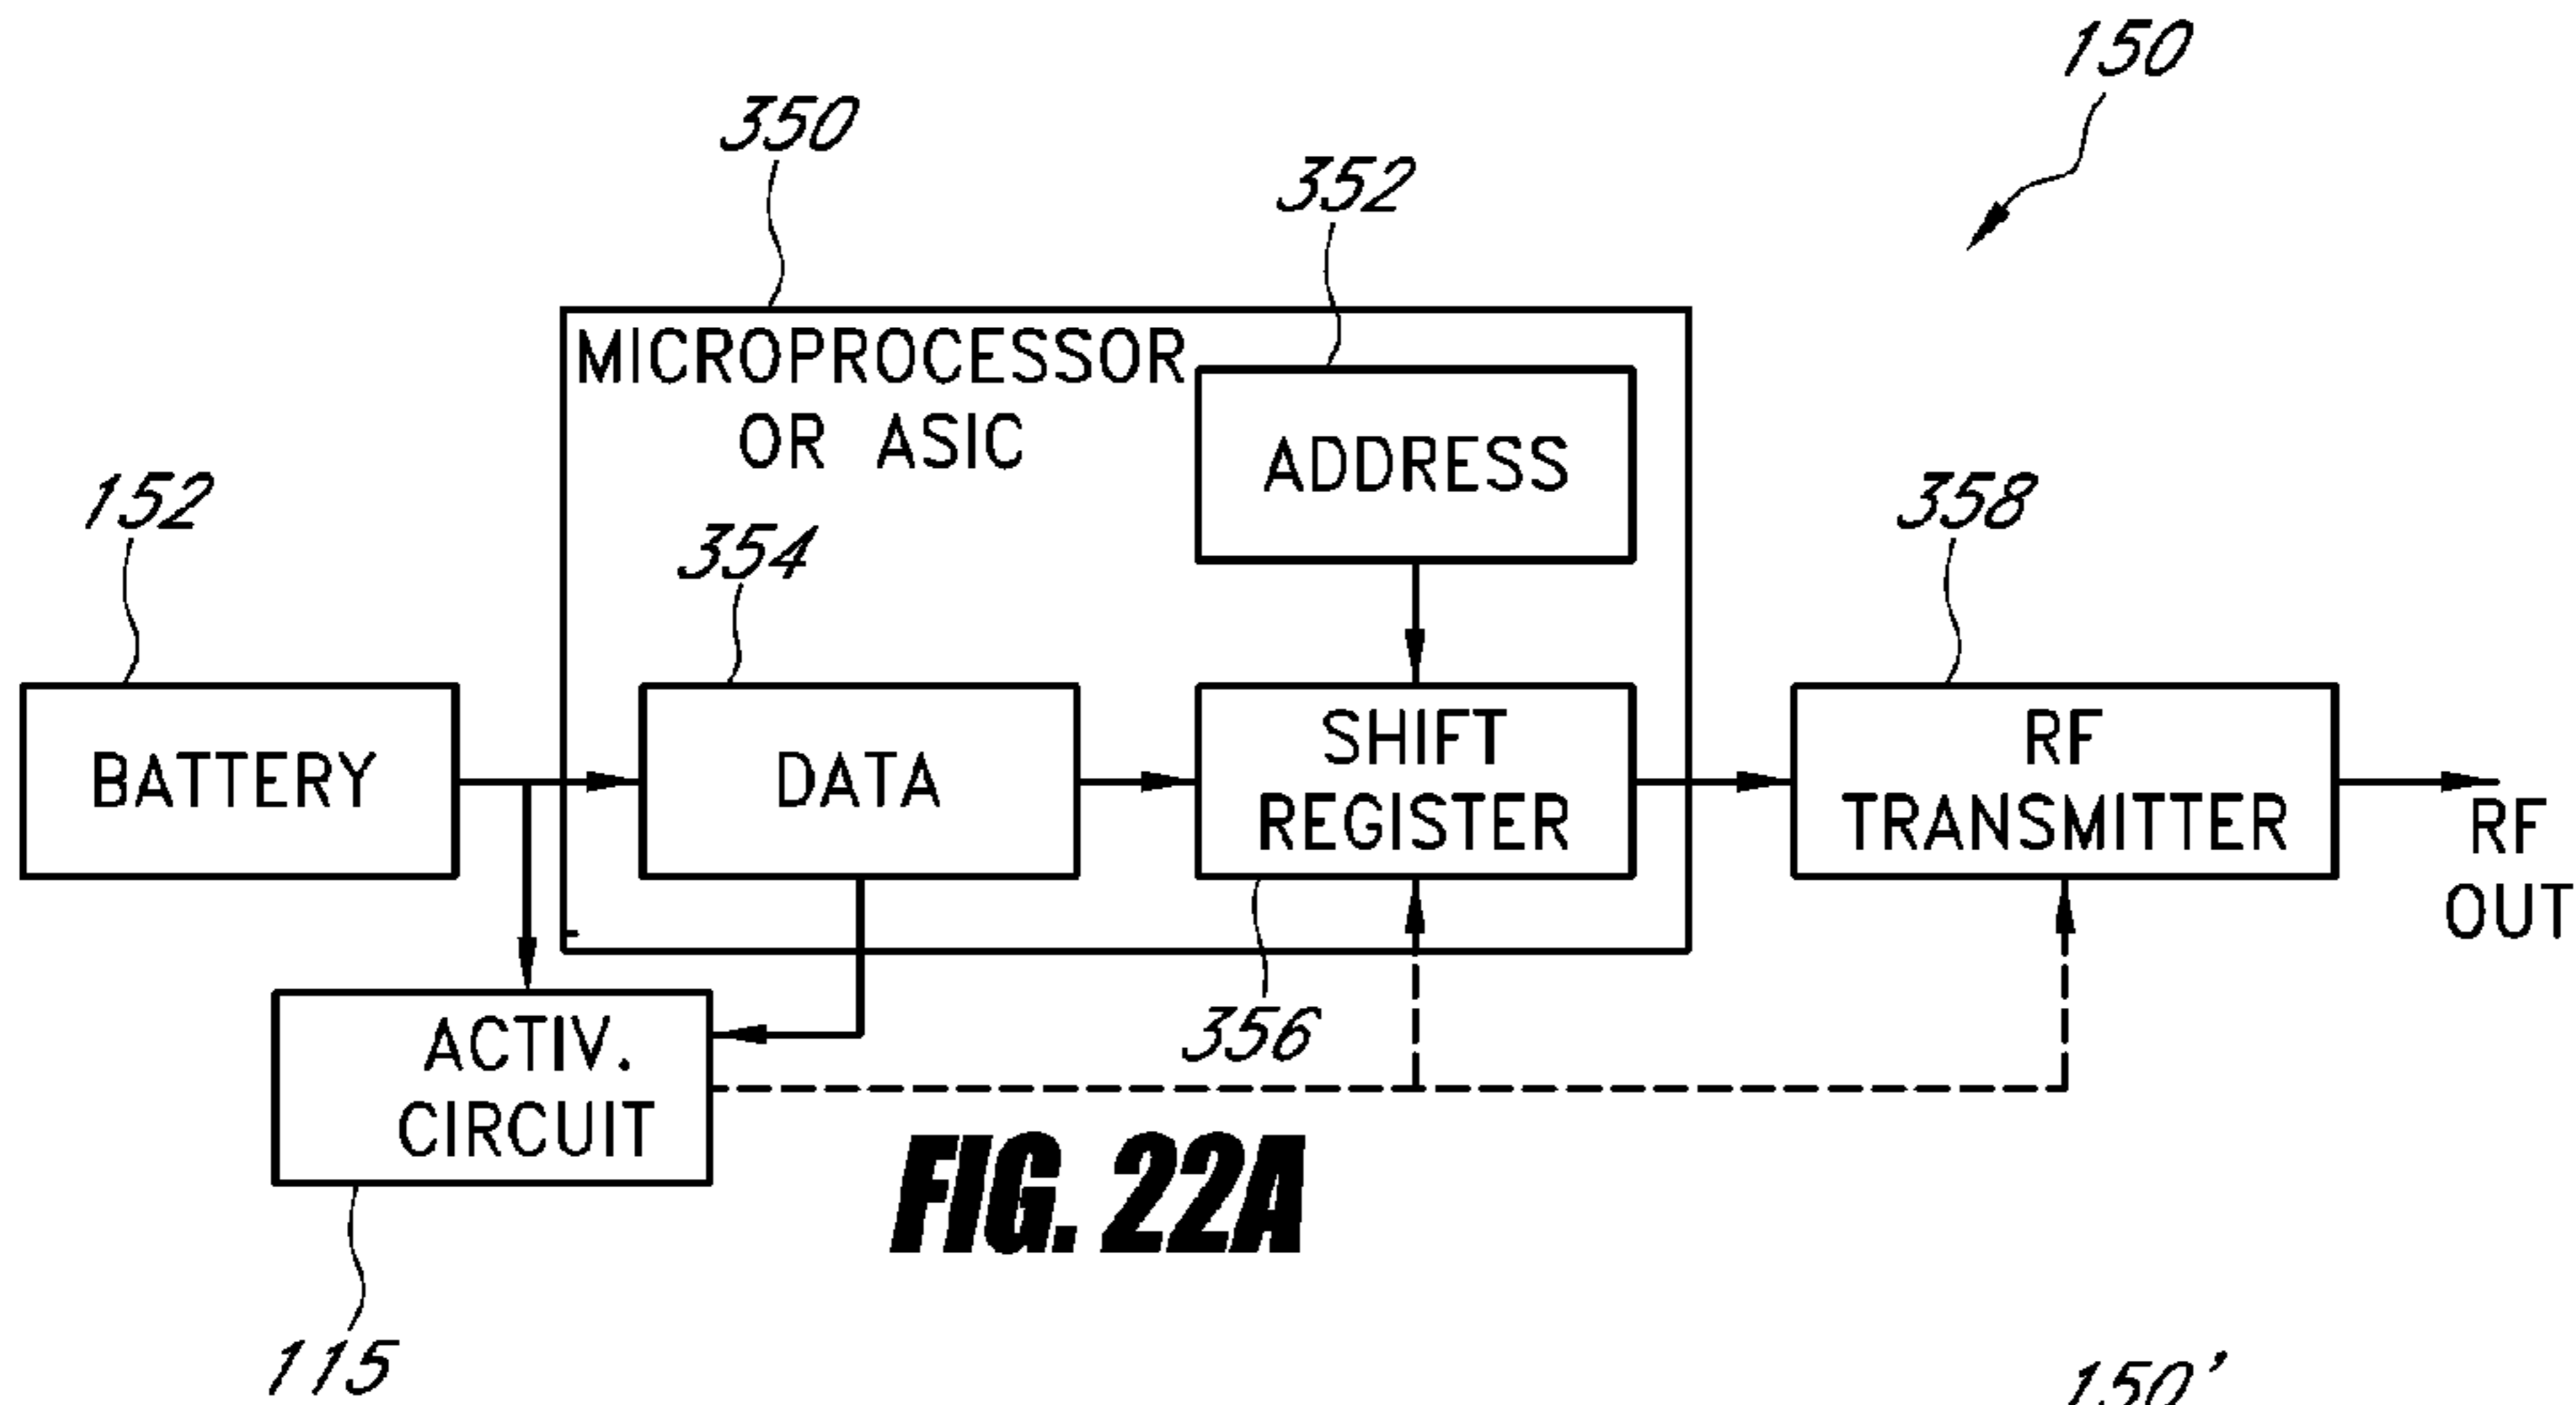 150
350
352
MICROPROCESSOR
OR ASIC
ADDRESS
152
354
358
BATTERY
DATA
SHIFT
REGISTER
RF
TRANSMITTER
RF
OUT
ACTIV.
CIRCUIT
356
FIG. 22A
115
150'